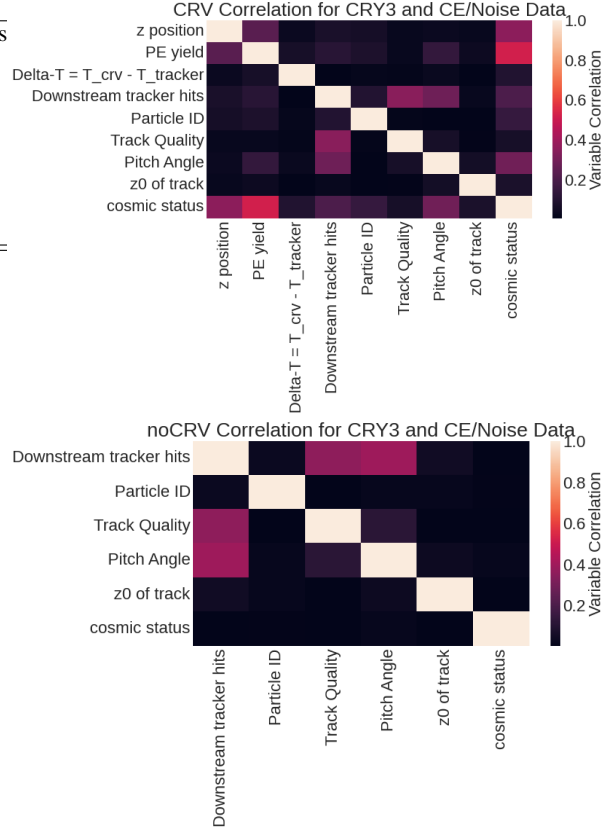 s
CRV Correlation for CRY3 and CE/Noise Data
z position
PE yield
Delta-T = T_crv - T_tracker
Downstream tracker hits
Particle ID
Track Quality
Pitch Angle
z0 of track
cosmic status
z position
PE yield
Delta-T = T_crv - T_tracker
Downstream tracker hits
Particle ID
Track Quality
Pitch Angle
z0 of track
cosmic status
1.0
0.8
0.6
0.4
0.2
Variable Correlation
noCRV Correlation for CRY3 and CE/Noise Data
Downstream tracker hits
Particle ID
Track Quality
Pitch Angle
z0 of track
cosmic status
Downstream tracker hits
Particle ID
Track Quality
Pitch Angle
z0 of track
cosmic status
1.0
0.8
0.6
0.4
0.2
Variable Correlation